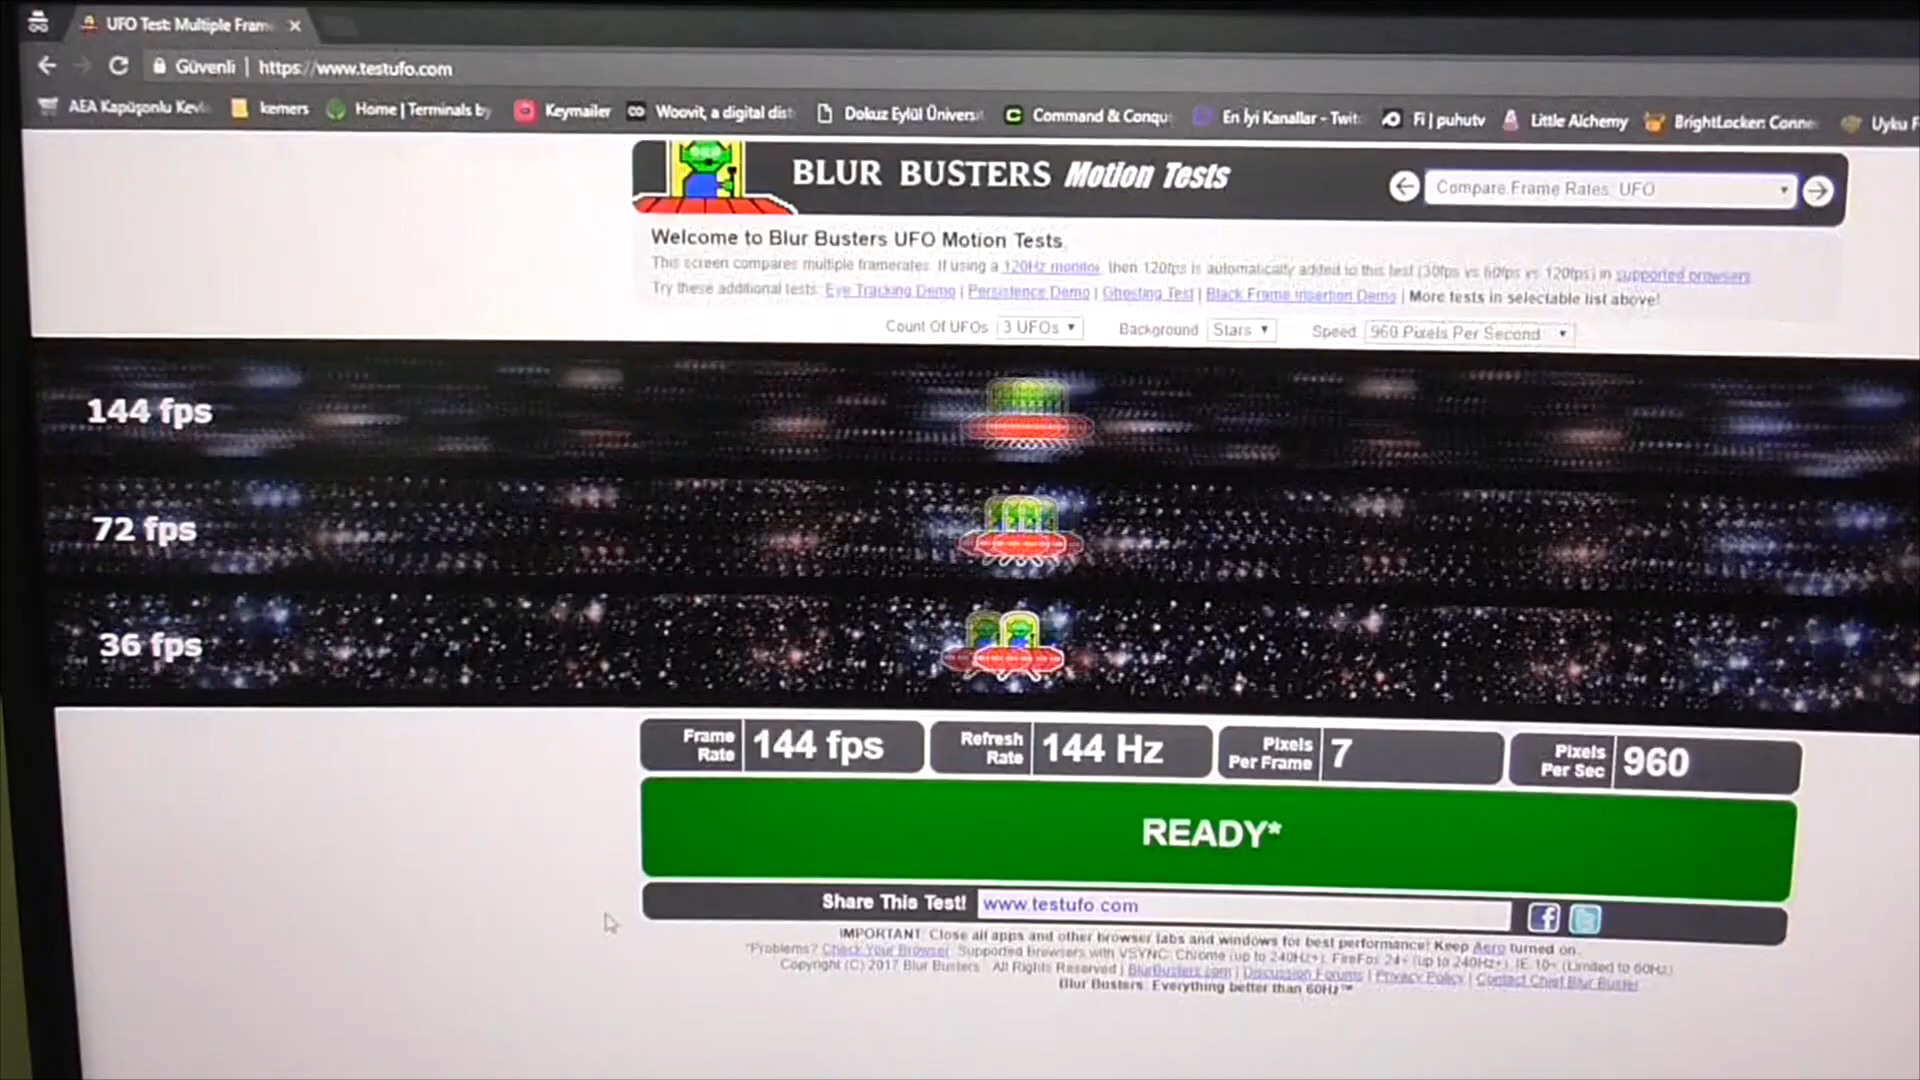 UFO Test: Multiple Fram
Güvenli | https://www.testufo.com
AEA Kapüşonlu Kevla kemers Home | Terminals by Keymailer Woovit, a digital dist Dokuz Eylül Üniversit Command & Conqu En İyi Kanallar - Twitc Fi | puhutv Little Alchemy BrightLocker: Conne Uyku F
BLUR BUSTERS Motion Tests
Compare Frame Rates: UFO
Welcome to Blur Busters UFO Motion Tests.
This screen compares multiple framerates. If using a 120Hz monitor, then 120fps is automatically added to this test (30fps vs 60fps vs 120fps) in supported browsers.
Try these additional tests: Eye Tracking Demo | Persistence Demo | Ghosting Test | Black Frame Insertion Demo | More tests in selectable list above!
Count Of UFOs 3 UFOs Background Stars Speed 960 Pixels Per Second
144 fps
72 fps
36 fps
Frame Rate 144 fps Refresh Rate 144 Hz Pixels Per Frame 7 Pixels Per Sec 960
READY*
Share This Test! www.testufo.com
IMPORTANT: Close all apps and other browser tabs and windows for best performance! Keep Aero turned on.
*Problems? Check Your Browser. Supported browsers with VSYNC: Chrome (up to 240Hz+), FireFox 24+ (up to 240Hz+), IE 10+ (Limited to 60Hz)
Copyright (C) 2017 Blur Busters. All Rights Reserved | BlurBusters.com | Discussion Forums | Privacy Policy | Contact Chief Blur Buster
Blur Busters: Everything better than 60Hz™